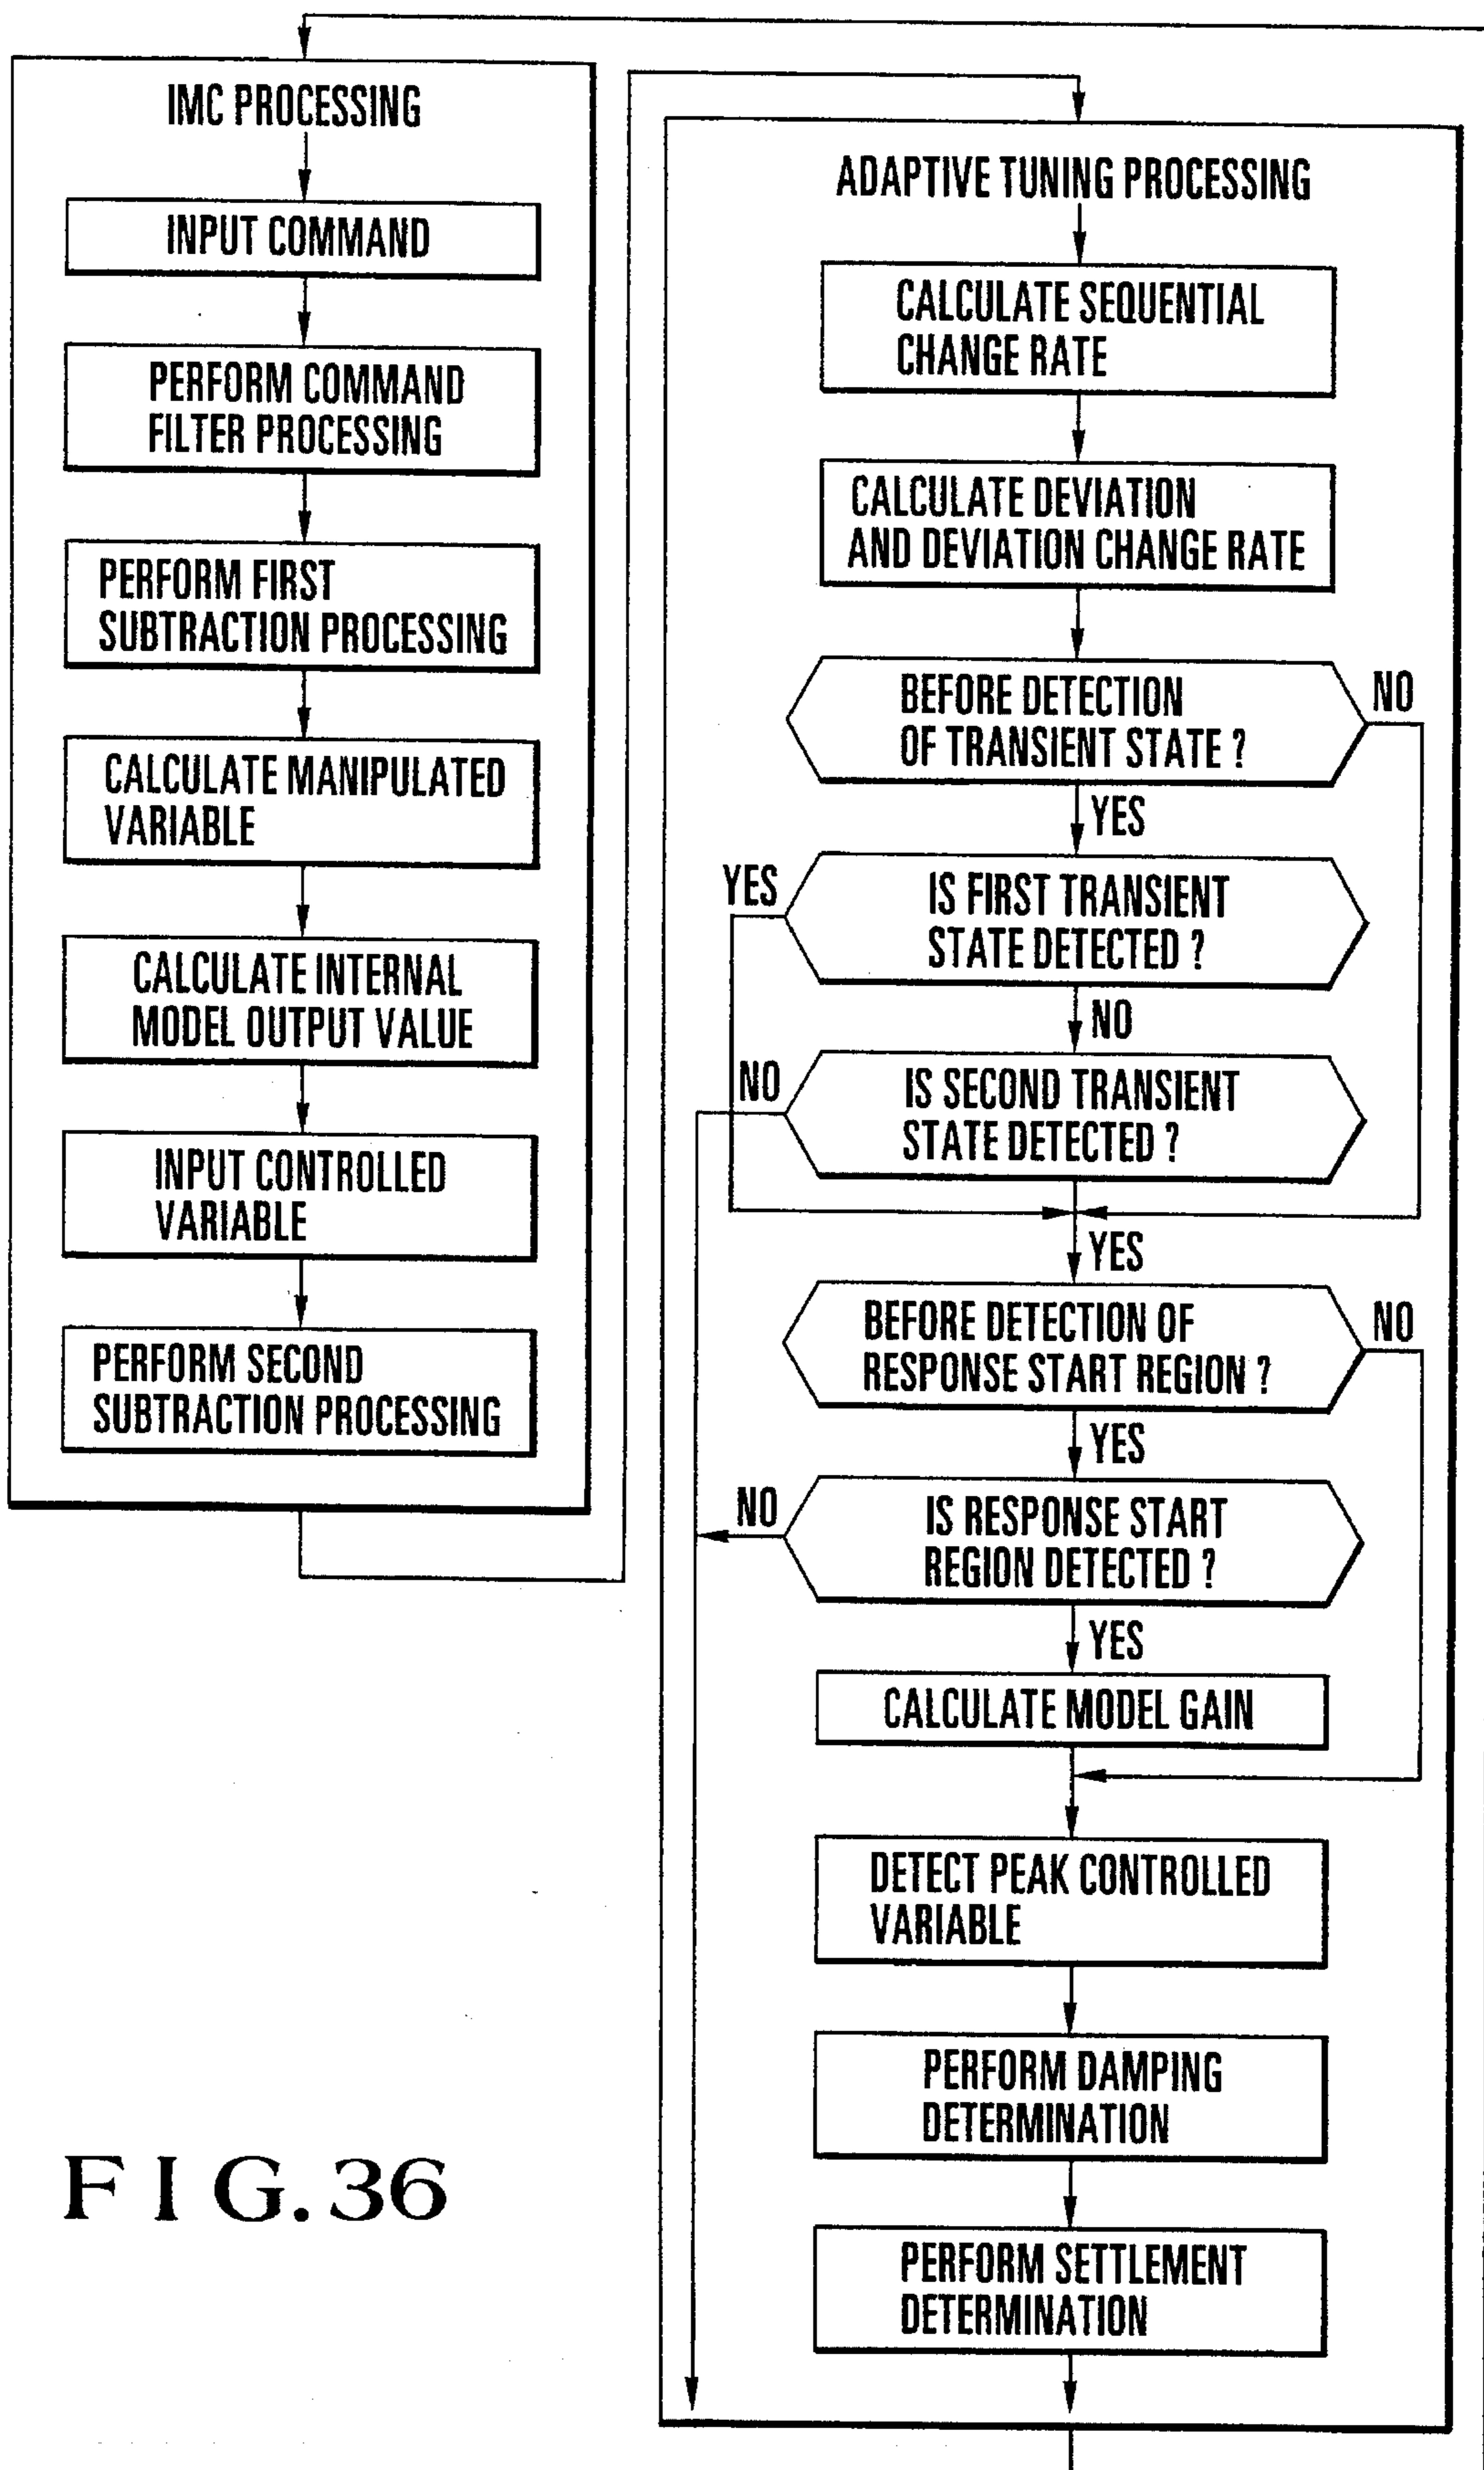 IMC PROCESSING
INPUT COMMAND
PERFORM COMMAND
FILTER PROCESSING
PERFORM FIRST
SUBTRACTION PROCESSING
CALCULATE MANIPULATED
VARIABLE
CALCULATE INTERNAL
MODEL OUTPUT VALUE
INPUT CONTROLLED
VARIABLE
PERFORM SECOND
SUBTRACTION PROCESSING
ADAPTIVE TUNING PROCESSING
CALCULATE SEQUENTIAL
CHANGE RATE
CALCULATE DEVIATION
AND DEVIATION CHANGE RATE
BEFORE DETECTION
OF TRANSIENT STATE ?
NO
YES
YES
IS FIRST TRANSIENT
STATE DETECTED ?
NO
NO
IS SECOND TRANSIENT
STATE DETECTED ?
YES
BEFORE DETECTION OF
RESPONSE START REGION ?
NO
YES
NO
IS RESPONSE START
REGION DETECTED ?
YES
CALCULATE MODEL GAIN
DETECT PEAK CONTROLLED
VARIABLE
PERFORM DAMPING
DETERMINATION
PERFORM SETTLEMENT
DETERMINATION
FIG.36